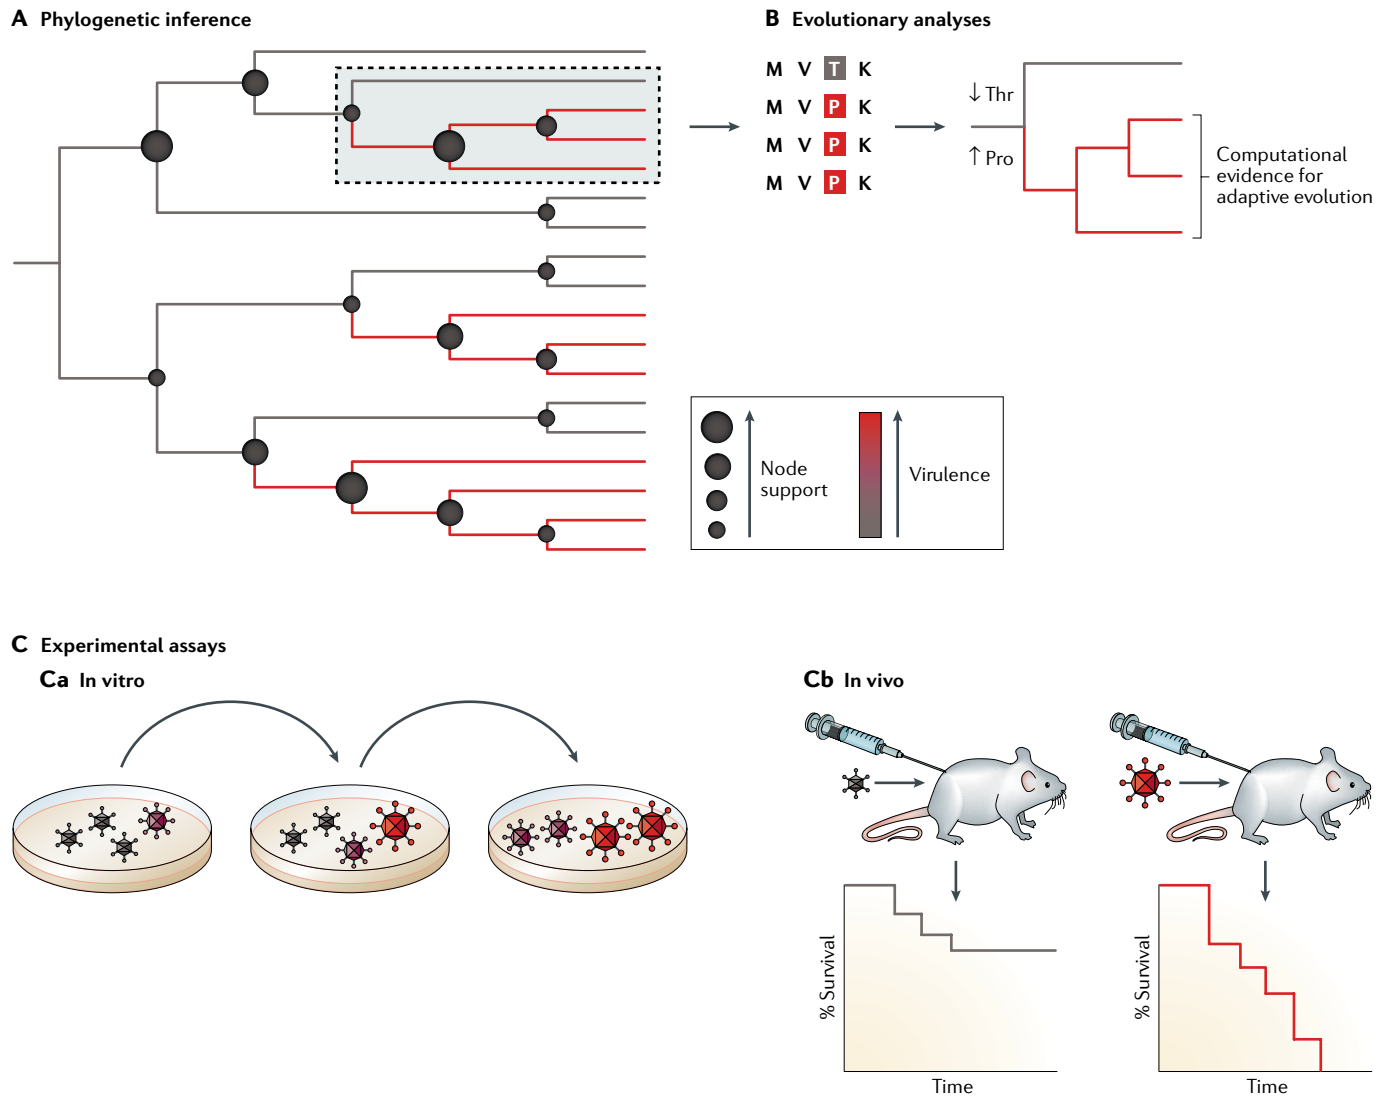 A Phylogenetic inference
B Evolutionary analyses
M V T K
M V P K
M V P K
M V P K
↓ Thr
↑ Pro
Computational
evidence for
adaptive evolution
Node
support
Virulence
C Experimental assays
Ca In vitro
Cb In vivo
% Survival
Time
% Survival
Time